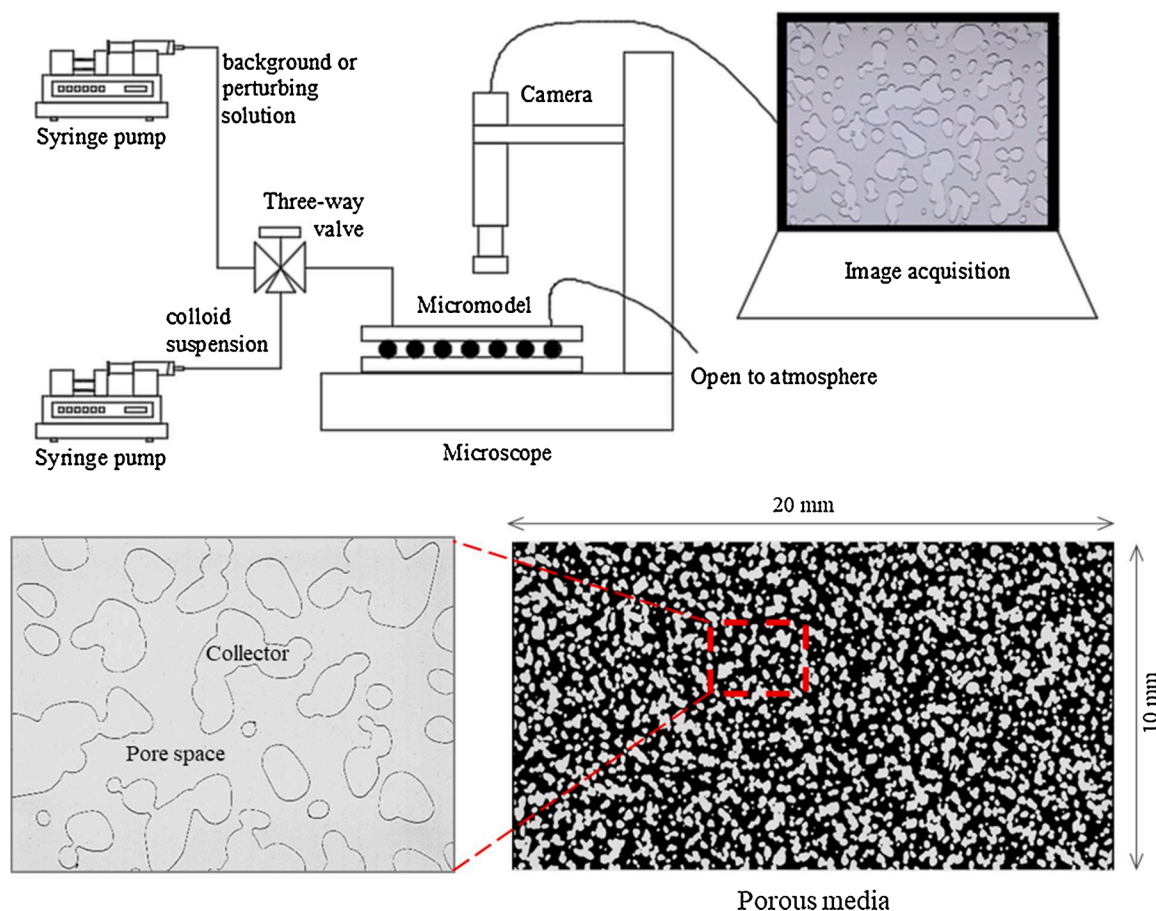 background or
perturbing
solution
Syringe pump
Camera
Three-way
valve
Image acquisition
colloid
suspension
Micromodel
Open to atmosphere
Syringe pump
Microscope
20 mm
Collector
Pore space
10 mm
Porous media